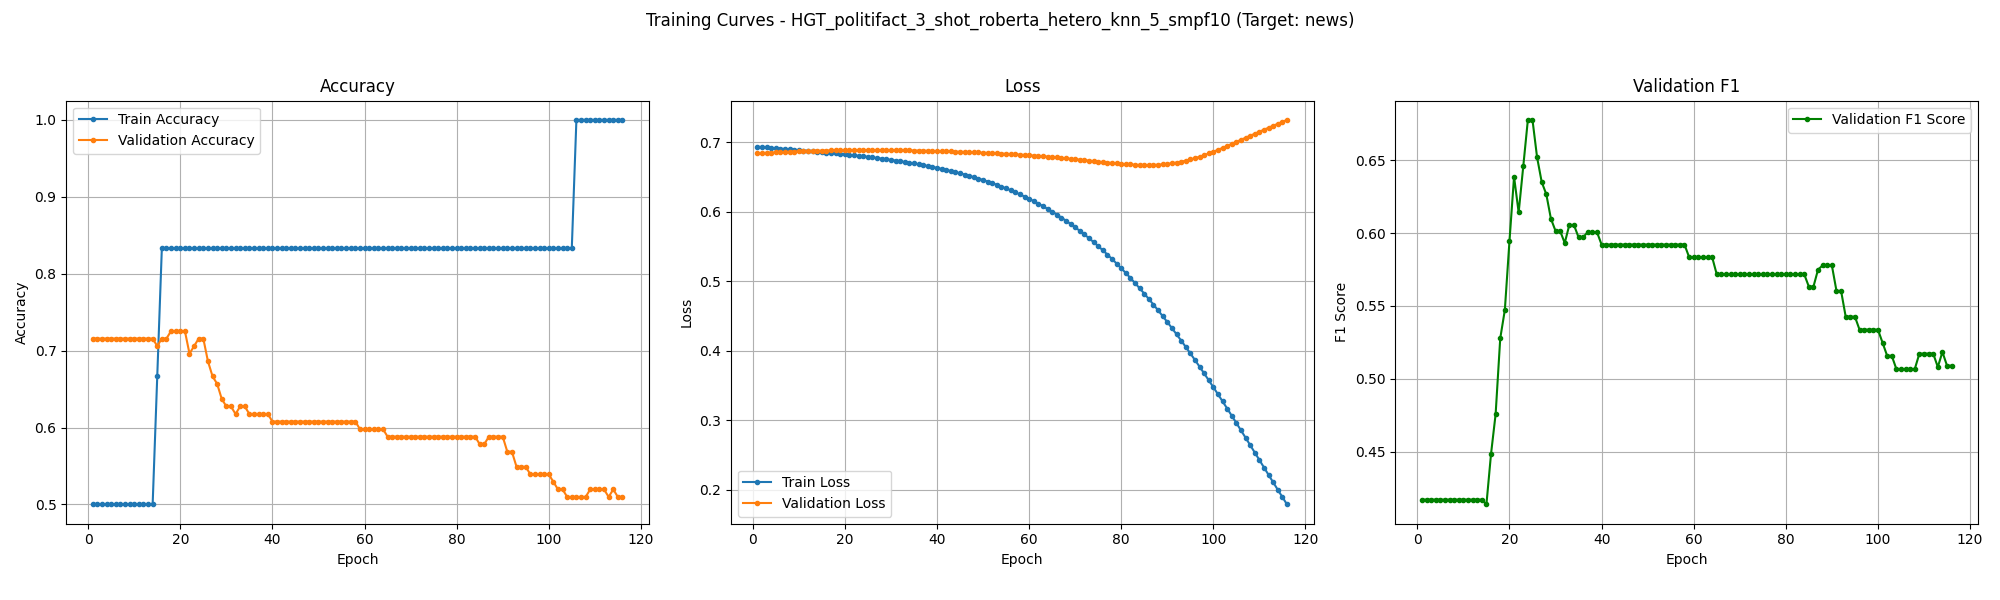 Training Curves - HGT_politifact_3_shot_roberta_hetero_knn_5_smpf10 (Target: news)
Accuracy
Train Accuracy
Validation Accuracy
Accuracy
1.0
0.9
0.8
0.7
0.6
0.5
0 20 40 60 80 100 120
Epoch
Loss
Train Loss
Validation Loss
Loss
0.7
0.6
0.5
0.4
0.3
0.2
0 20 40 60 80 100 120
Epoch
Validation F1
Validation F1 Score
F1 Score
0.65
0.60
0.55
0.50
0.45
0 20 40 60 80 100 120
Epoch